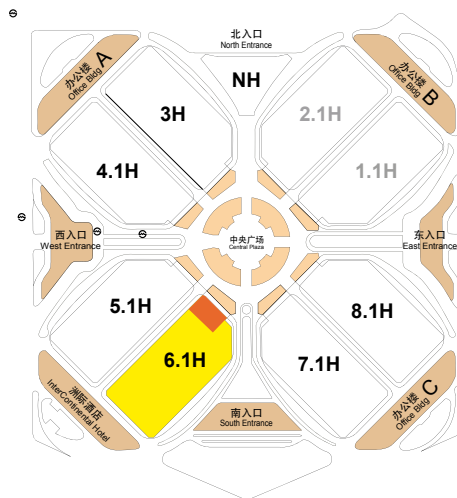 北入口
North Entrance
办公楼 A
Office Bldg
办公楼 B
Office Bldg
NH
3H
2.1H
4.1H
1.1H
西入口
West Entrance
中央广场
Central Plaza
东入口
East Entrance
5.1H
8.1H
6.1H
7.1H
洲际酒店
InterContinental Hotel
南入口
South Entrance
办公楼 C
Office Bldg